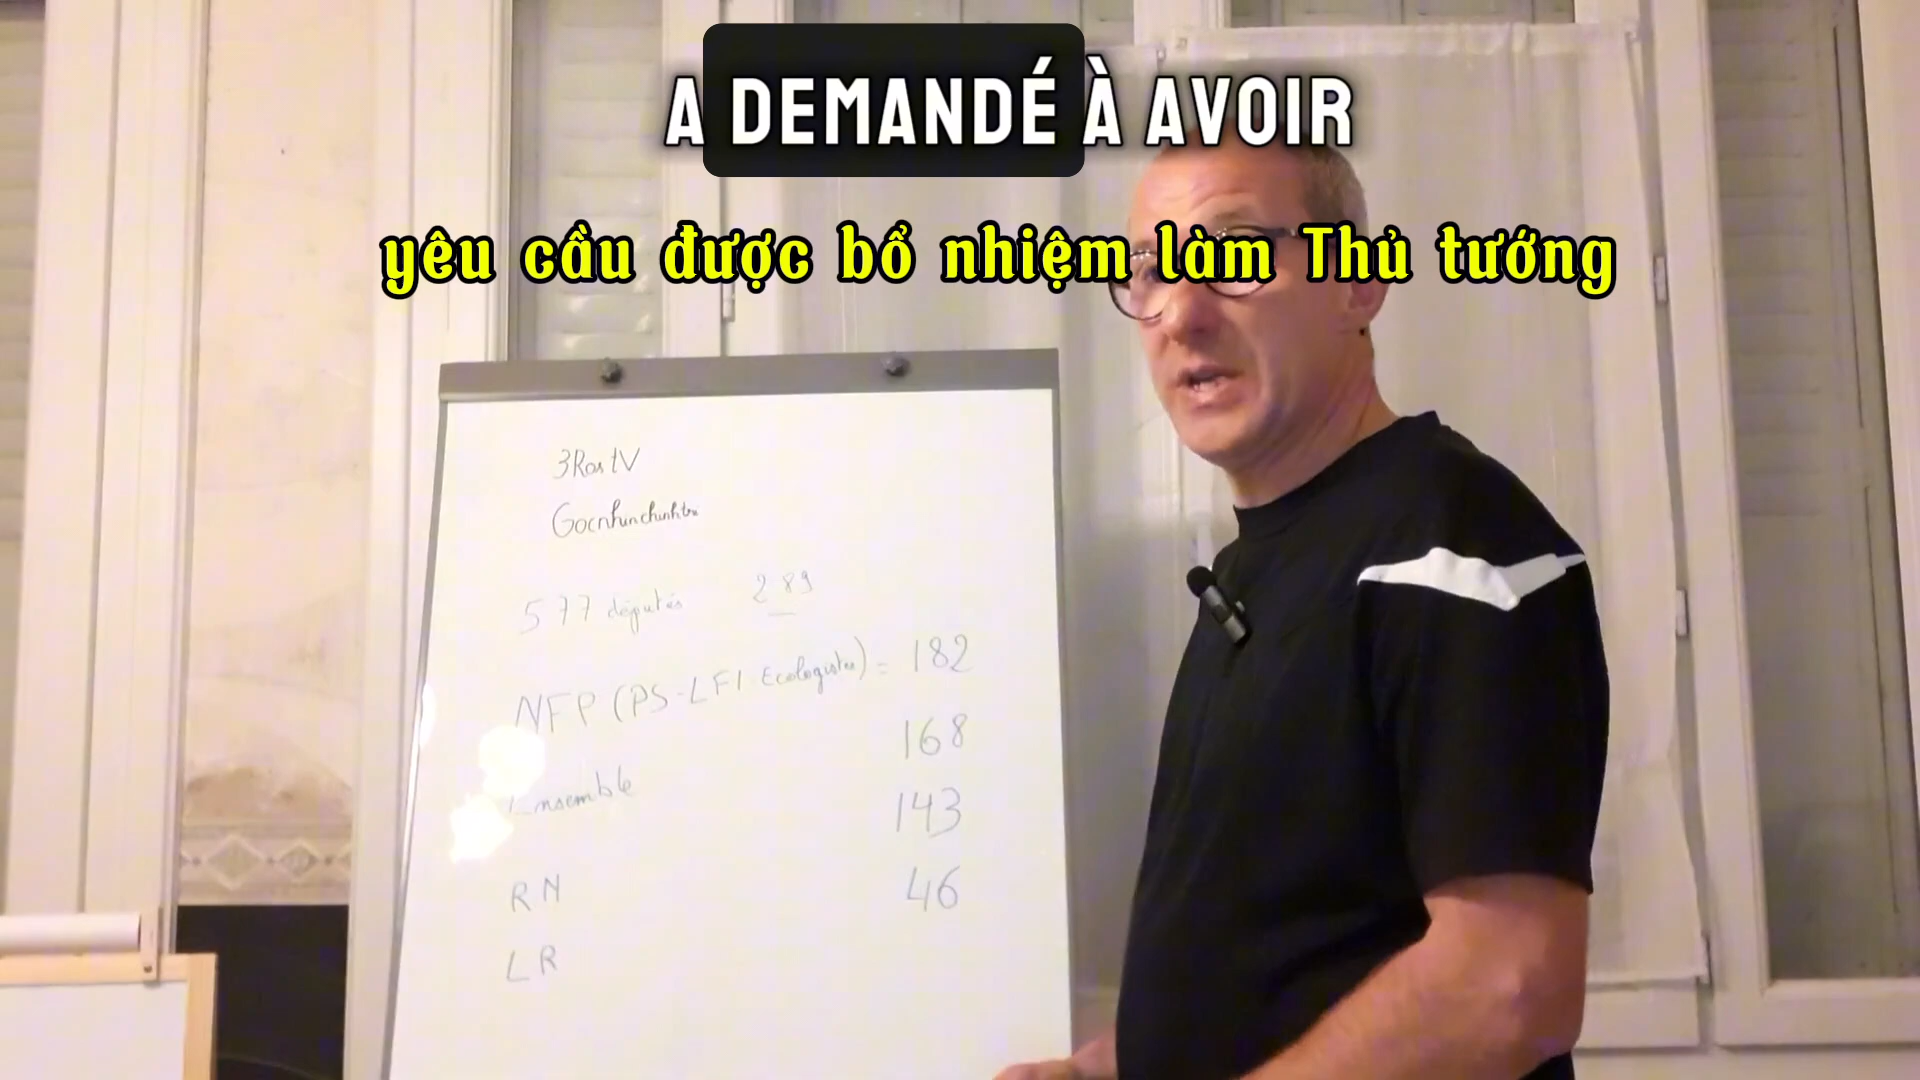 A DEMANDÉ À AVOIR
yêu cầu được bổ nhiệm làm Thủ tướng
3Ros tV
Gocnhinchinhtri
577 députés 289
NFP (PS-LFI Ecologistes) = 182
168
Ensemble
143
RN
46
LR